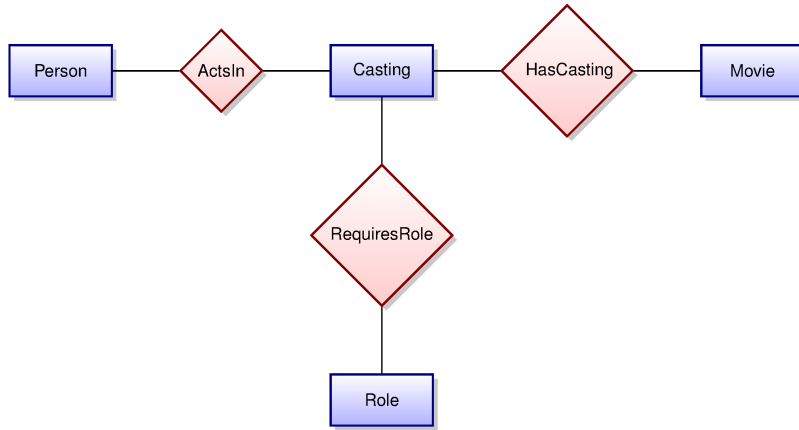 Person
ActsIn
Casting
HasCasting
Movie
RequiresRole
Role